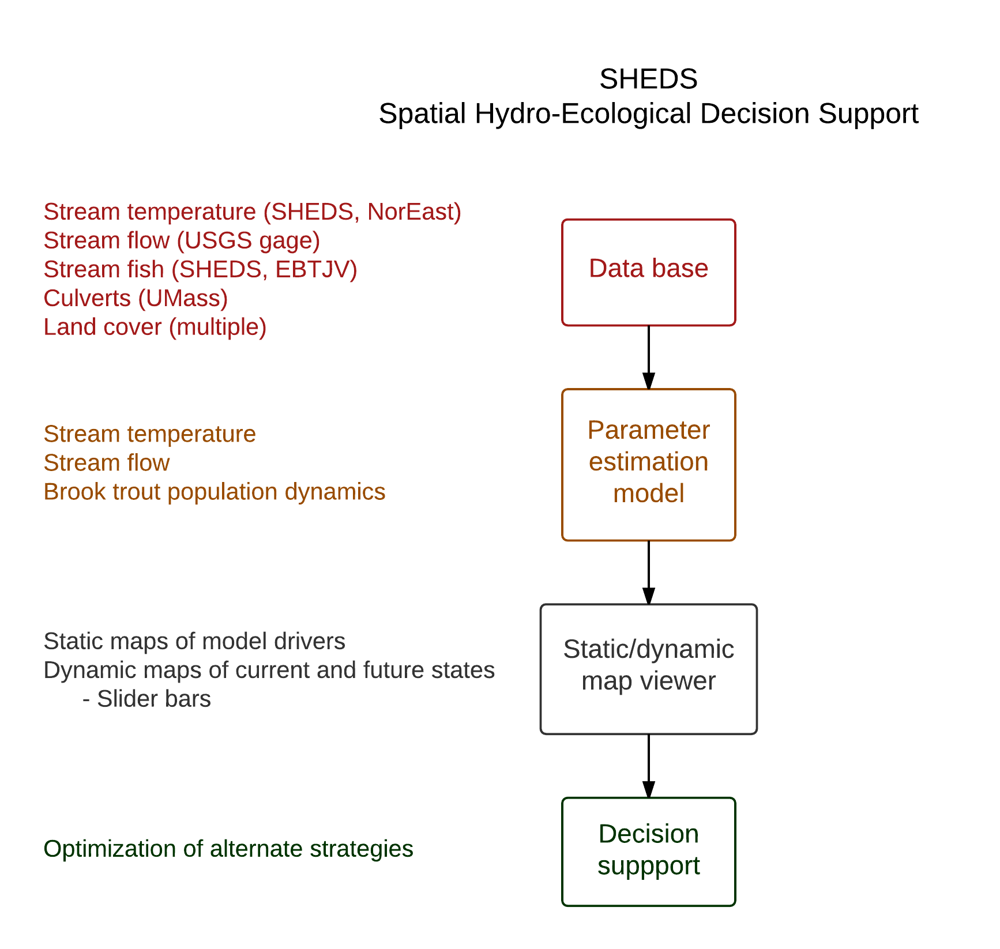 SHEDS
Spatial Hydro-Ecological Decision Support
Stream temperature (SHEDS, NorEast)
Stream flow (USGS gage)
Stream fish (SHEDS, EBTJV)
Culverts (UMass)
Land cover (multiple)
Data base
Stream temperature
Stream flow
Brook trout population dynamics
Parameter
estimation
model
Static maps of model drivers
Dynamic maps of current and future states
- Slider bars
Static/dynamic
map viewer
Optimization of alternate strategies
Decision
suppport